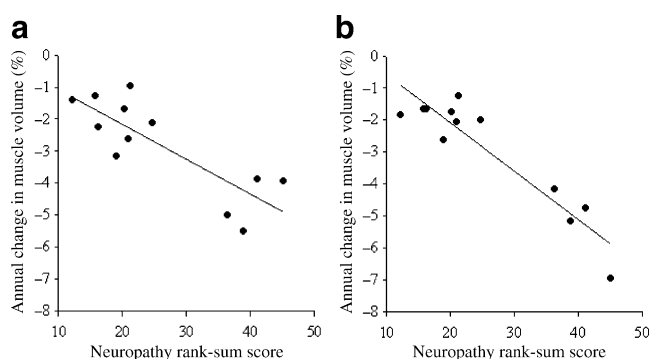 a
Annual change in muscle volume (%)
0
–1
–2
–3
–4
–5
–6
–7
–8
10 20 30 40 50
Neuropathy rank-sum score
b
Annual change in muscle volume (%)
0
–1
–2
–3
–4
–5
–6
–7
–8
10 20 30 40 50
Neuropathy rank-sum score